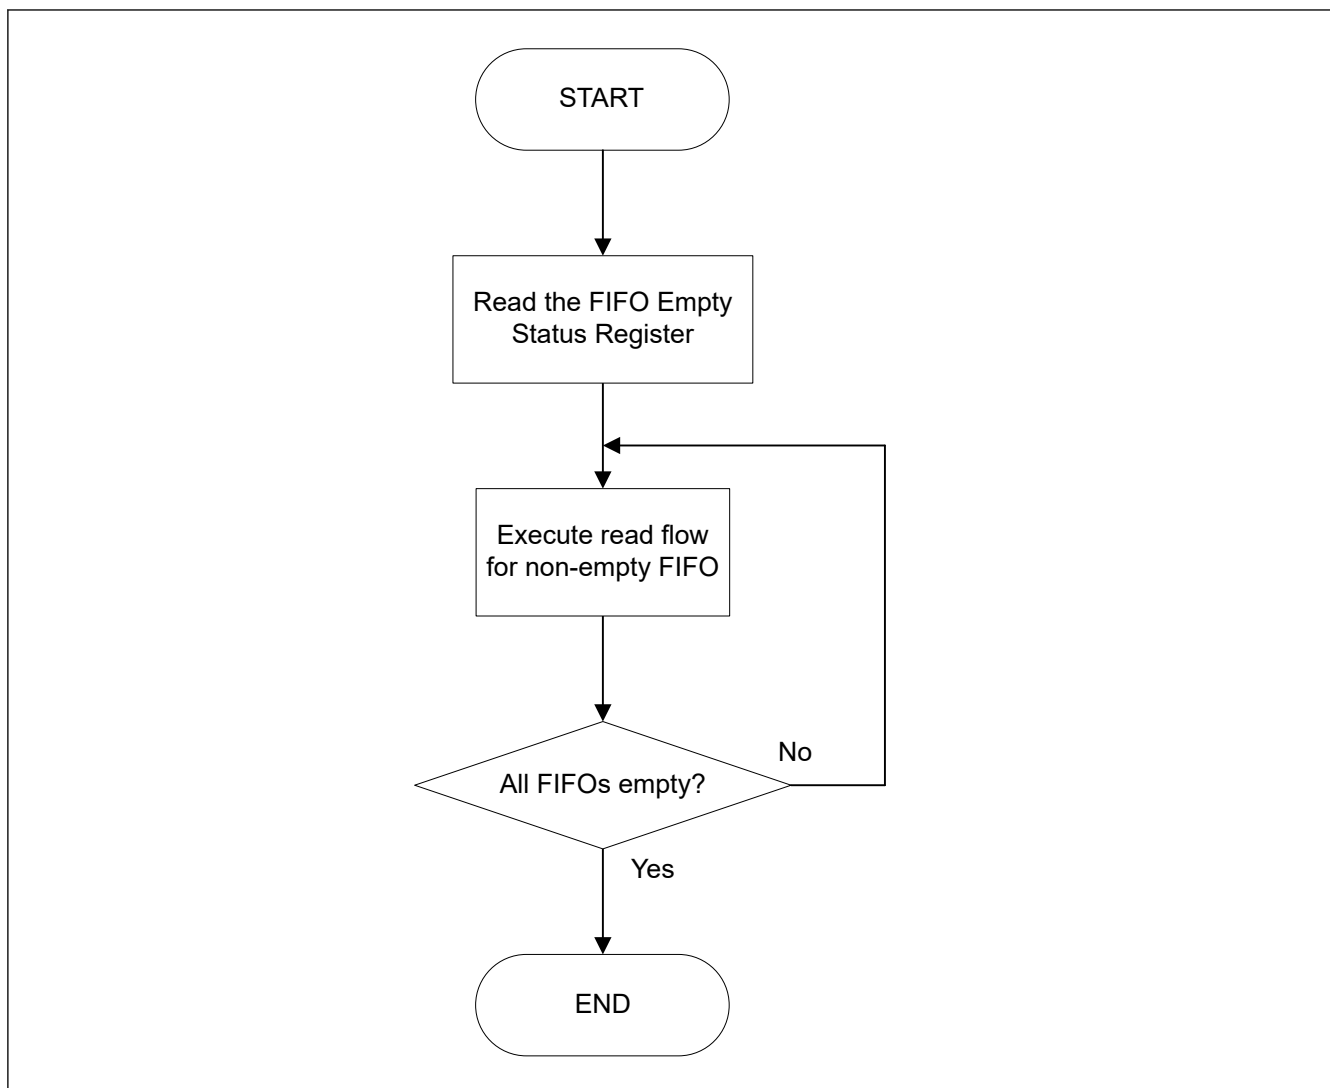 START
Read the FIFO Empty
Status Register
Execute read flow
for non-empty FIFO
No
All FIFOs empty?
Yes
END